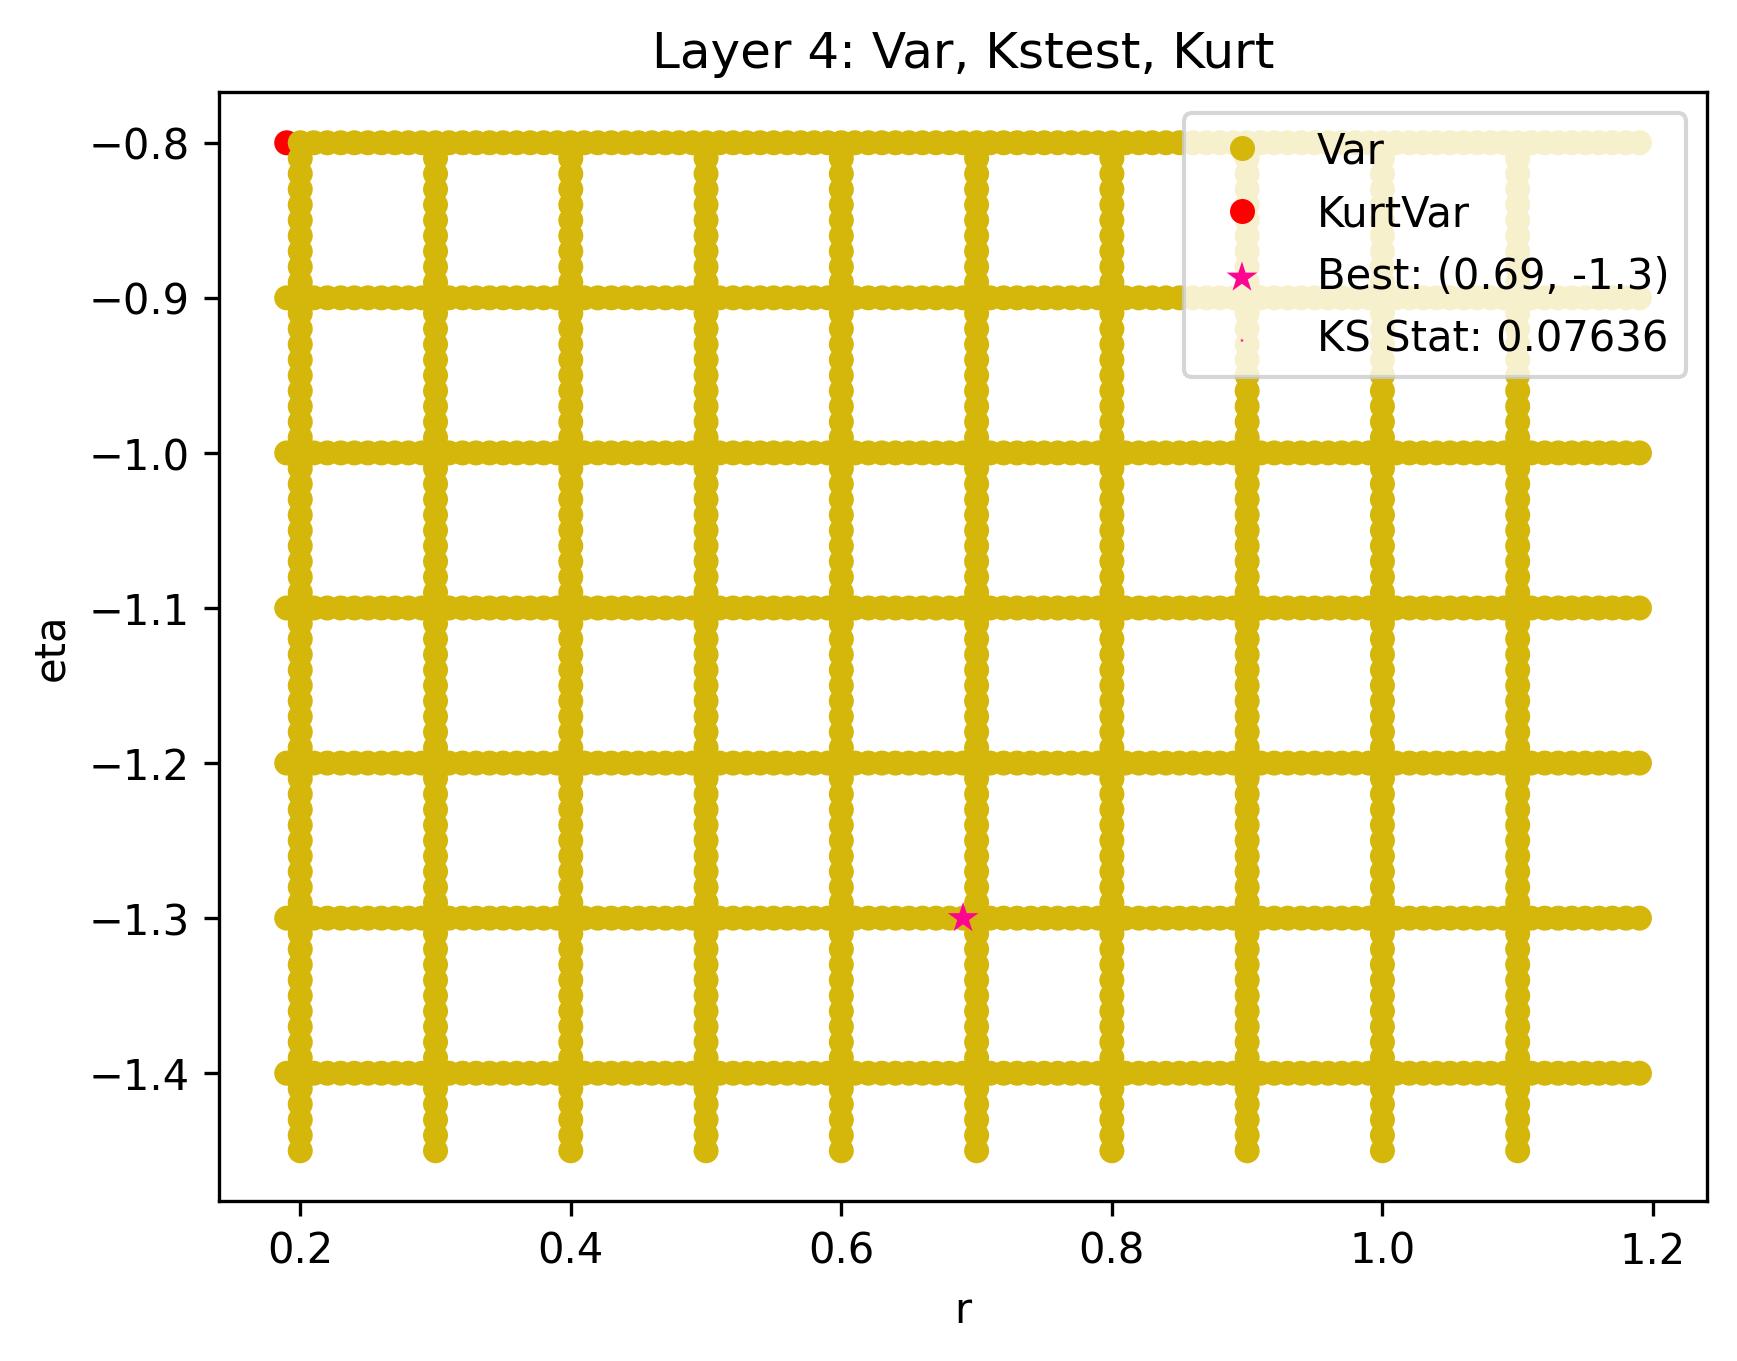 Layer 4: Var, Kstest, Kurt
Var
KurtVar
Best: (0.69, -1.3)
KS Stat: 0.07636
−0.8
−0.9
−1.0
−1.1
−1.2
−1.3
−1.4
eta
0.2 0.4 0.6 0.8 1.0 1.2
r